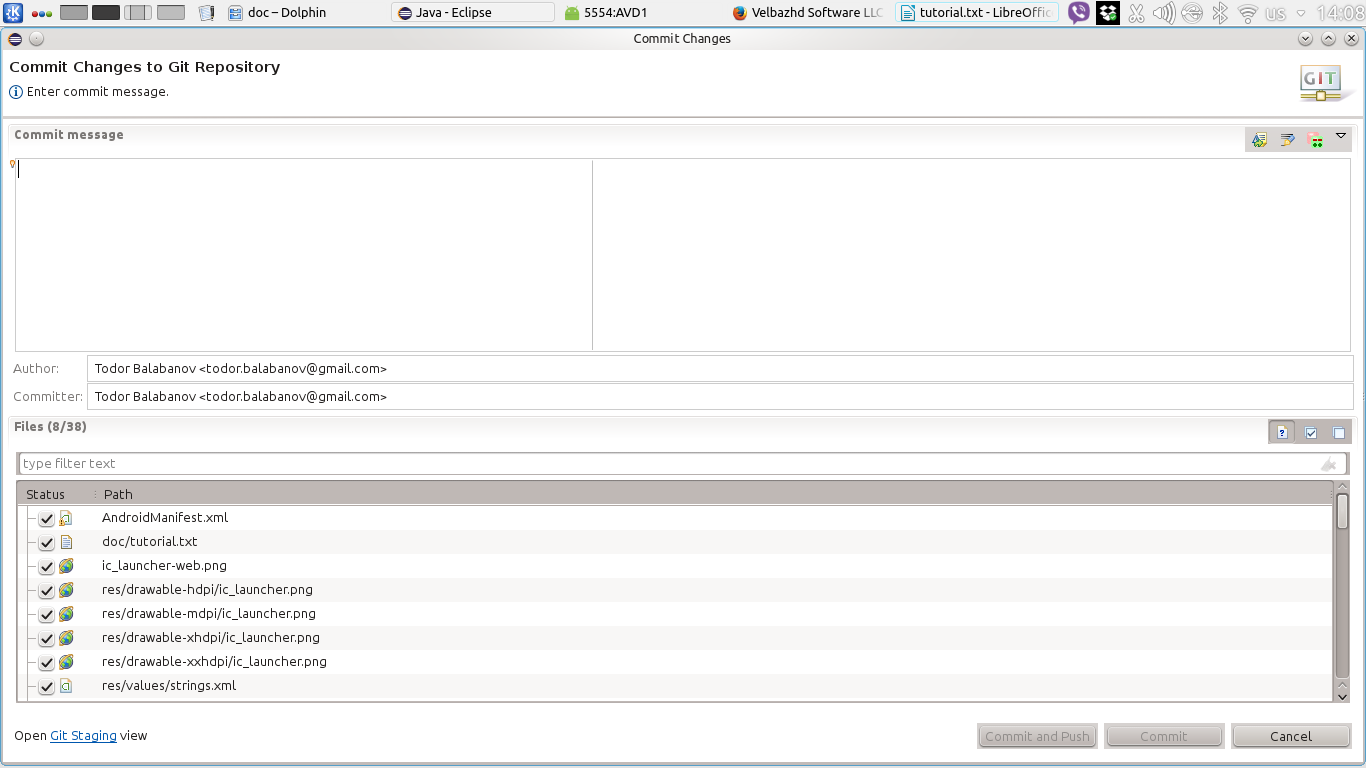 doc – Dolphin Java - Eclipse 5554:AVD1 Velbazhd Software LLC tutorial.txt - LibreOffic us 14:08
Commit Changes
Commit Changes to Git Repository
Enter commit message.
GIT
Commit message
Author: Todor Balabanov <todor.balabanov@gmail.com>
Committer: Todor Balabanov <todor.balabanov@gmail.com>
Files (8/38)
type filter text
Status Path
AndroidManifest.xml
doc/tutorial.txt
ic_launcher-web.png
res/drawable-hdpi/ic_launcher.png
res/drawable-mdpi/ic_launcher.png
res/drawable-xhdpi/ic_launcher.png
res/drawable-xxhdpi/ic_launcher.png
res/values/strings.xml
Open Git Staging view Commit and Push Commit Cancel